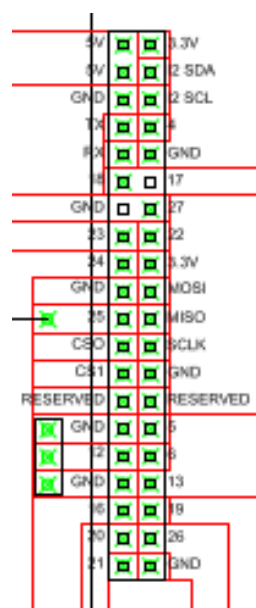 5V 3.3V
5V I2 SDA
GND I2 SCL
TX 4
RX GND
18 17
GND 27
23 22
24 3.3V
GND MOSI
25 MISO
CS0 SCLK
CS1 GND
RESERVED RESERVED
GND 5
12 6
GND 13
16 19
20 26
21 GND